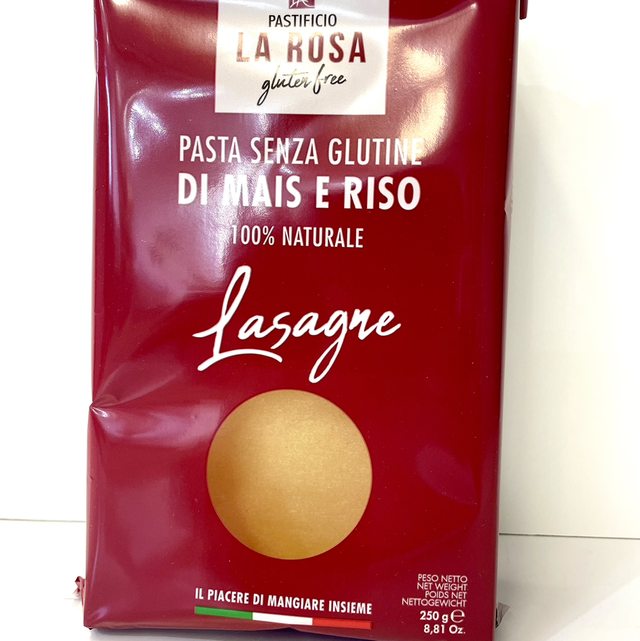 PASTIFICIO
LA ROSA
gluten free
PASTA SENZA GLUTINE
DI MAIS E RISO
100% NATURALE
Lasagne
IL PIACERE DI MANGIARE INSIEME
PESO NETTO
NET WEIGHT
POIDS NET
NETTOGEWICHT
250 g ℮
8,81 Oz.